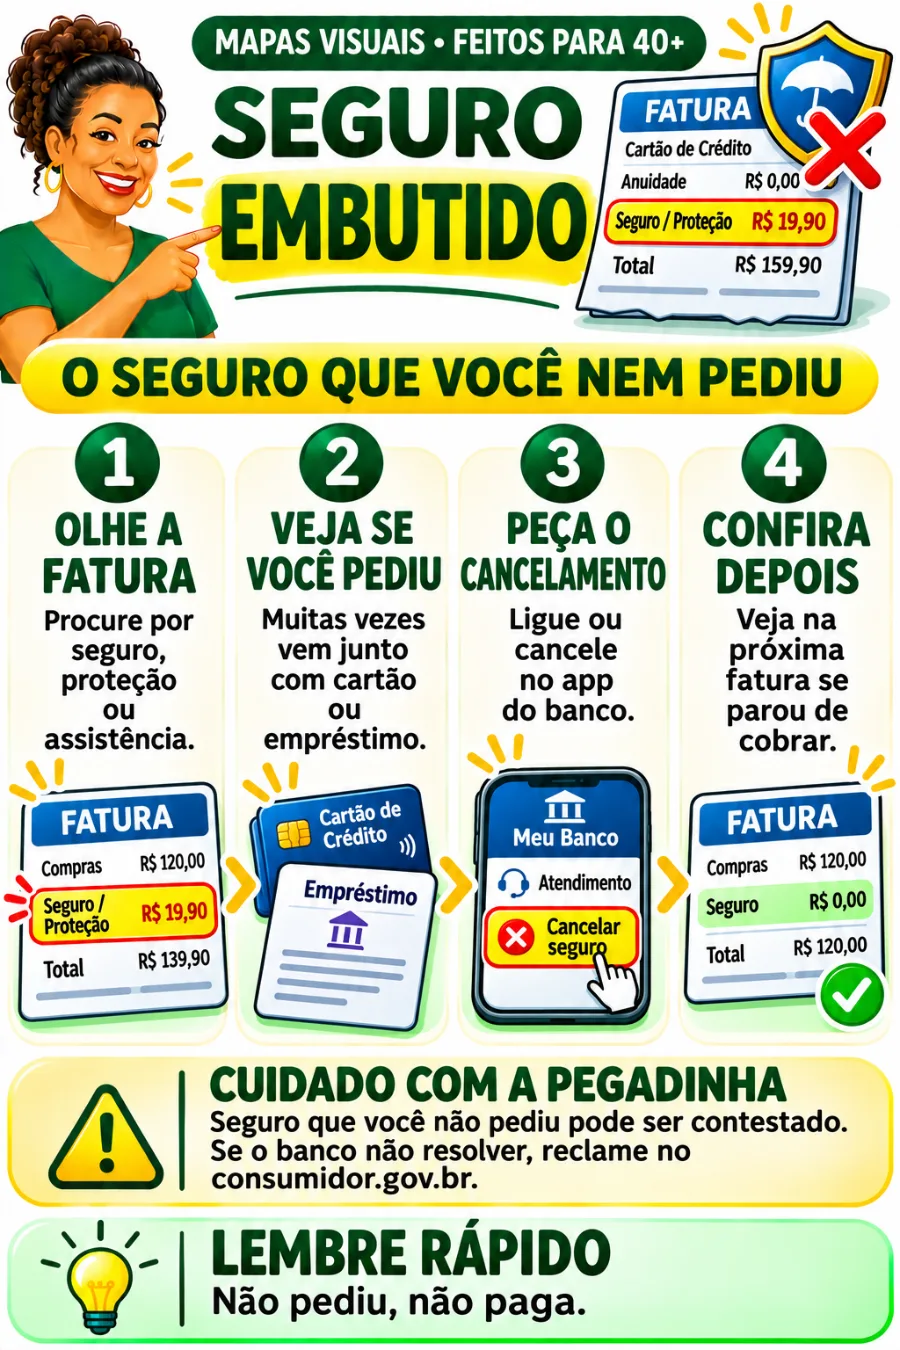 MAPAS VISUAIS • FEITOS PARA 40+
SEGURO
EMBUTIDO
FATURA
Cartão de Crédito
Anuidade R$ 0,00
Seguro / Proteção R$ 19,90
Total R$ 159,90
O SEGURO QUE VOCÊ NEM PEDIU
1
OLHE A
FATURA
Procure por
seguro,
proteção
ou
assistência.
FATURA
Compras R$ 120,00
Seguro /
Proteção R$ 19,90
Total R$ 139,90
2
VEJA SE
VOCÊ PEDIU
Muitas vezes
vem junto
com cartão
ou
empréstimo.
Cartão de
Crédito
Empréstimo
3
PEÇA O
CANCELAMENTO
Ligue ou
cancele
no app
do banco.
Meu Banco
Atendimento
Cancelar
seguro
4
CONFIRA
DEPOIS
Veja na
próxima
fatura se
parou de
cobrar.
FATURA
Compras R$ 120,00
Seguro R$ 0,00
Total R$ 120,00
CUIDADO COM A PEGADINHA
Seguro que você não pediu pode ser contestado.
Se o banco não resolver, reclame no
consumidor.gov.br.
LEMBRE RÁPIDO
Não pediu, não paga.